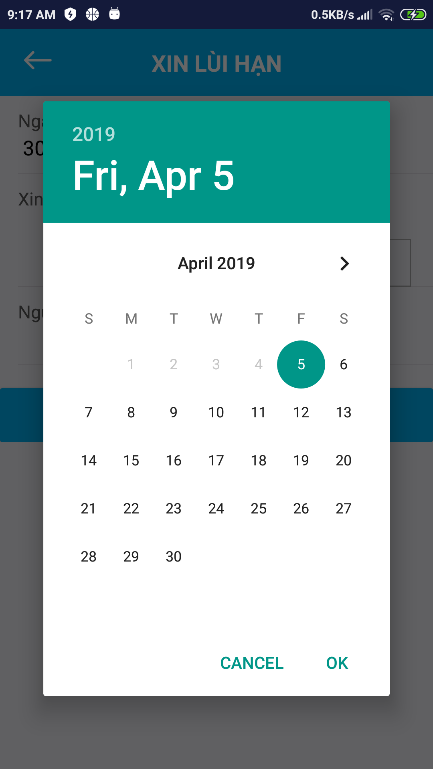 9:17 AM 0.5KB/s
XIN LÙI HẠN
30
Xin
2019
Fri, Apr 5
April 2019
S M T W T F S
1 2 3 4 5 6
7 8 9 10 11 12 13
14 15 16 17 18 19 20
21 22 23 24 25 26 27
28 29 30
CANCEL OK